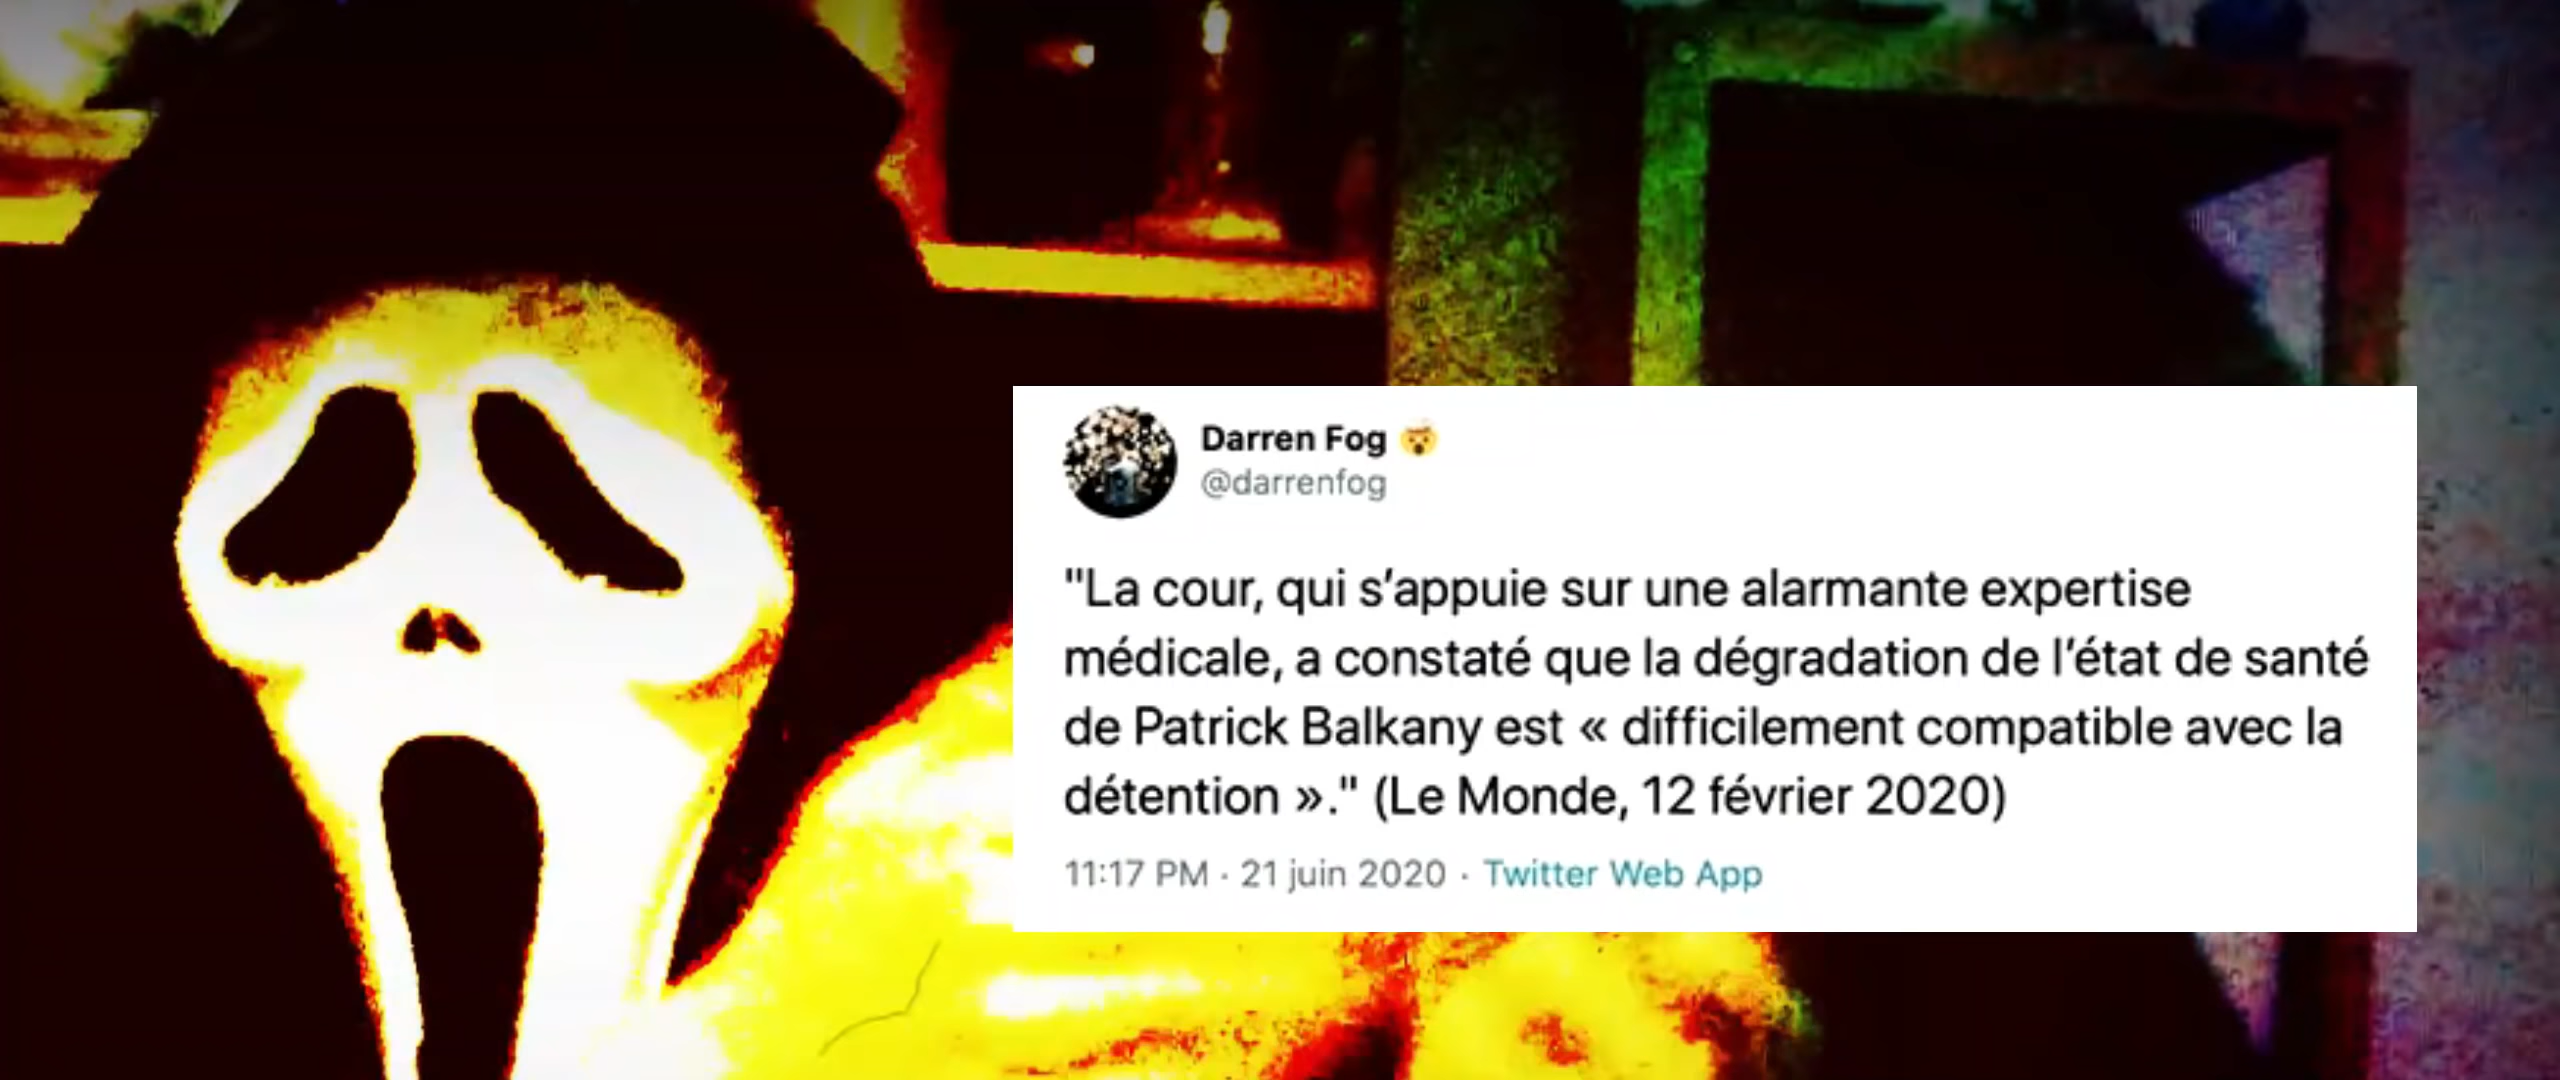 Darren Fog 🤯
@darrenfog
"La cour, qui s’appuie sur une alarmante expertise
médicale, a constaté que la dégradation de l’état de santé
de Patrick Balkany est « difficilement compatible avec la
détention »." (Le Monde, 12 février 2020)
11:17 PM · 21 juin 2020 · Twitter Web App